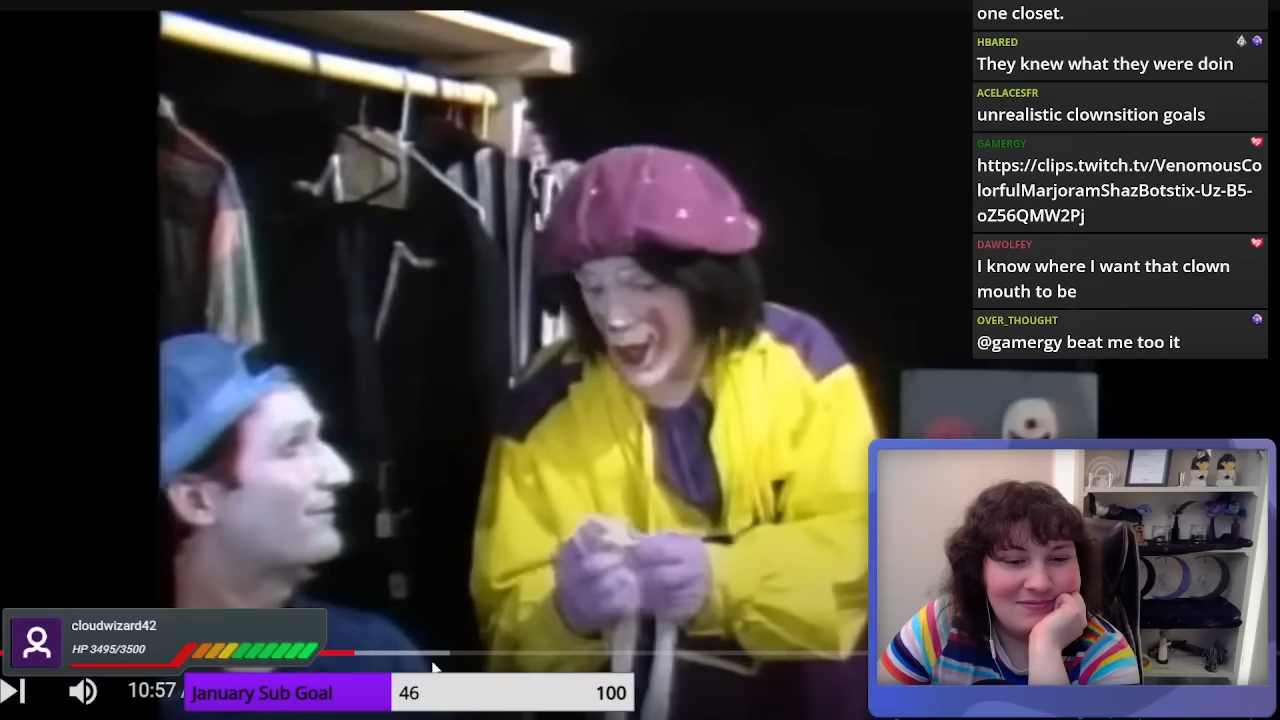 one closet.
HBARED
They knew what they were doin
ACELACESFR
unrealistic clownsition goals
GAMERGY
https://clips.twitch.tv/VenomousCo
lorfulMarjoramShazBotstix-Uz-B5-
oZ56QMW2Pj
DAWOLFEY
I know where I want that clown
mouth to be
OVER_THOUGHT
@gamergy beat me too it
cloudwizard42
HP 3495/3500
10:57 /
January Sub Goal
46
100